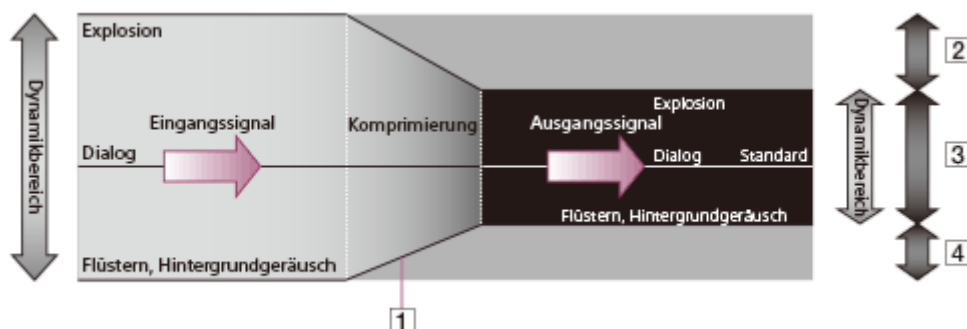 Explosion
2
Dynamikbereich
Explosion
Eingangssignal
Komprimierung
Ausgangssignal
Dynamikbereich
Dialog
Dialog
Standard
3
Flüstern, Hintergrundgeräusch
Flüstern, Hintergrundgeräusch
4
1